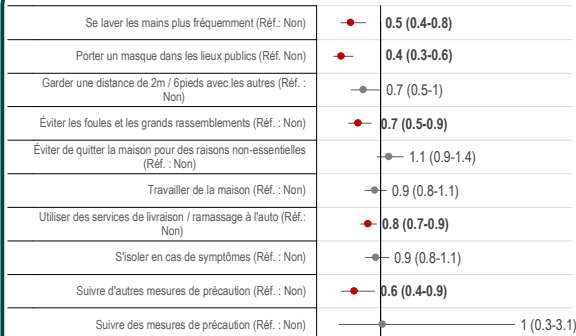 Se laver les mains plus fréquemment (Réf.: Non)
0.5 (0.4-0.8)
Porter un masque dans les lieux publics (Réf. Non)
0.4 (0.3-0.6)
Garder une distance de 2m / 6pieds avec les autres (Réf. :
Non)
0.7 (0.5-1)
Éviter les foules et les grands rassemblements (Réf. : Non)
0.7 (0.5-0.9)
Éviter de quitter la maison pour des raisons non-essentielles
(Réf. : Non)
1.1 (0.9-1.4)
Travailler de la maison (Réf. : Non)
0.9 (0.8-1.1)
Utiliser des services de livraison / ramassage à l'auto (Réf.:
Non)
0.8 (0.7-0.9)
S'isoler en cas de symptômes (Réf. : Non)
0.9 (0.8-1.1)
Suivre d'autres mesures de précaution (Réf. : Non)
0.6 (0.4-0.9)
Suivre des mesures de précaution (Réf. : Non)
1 (0.3-3.1)